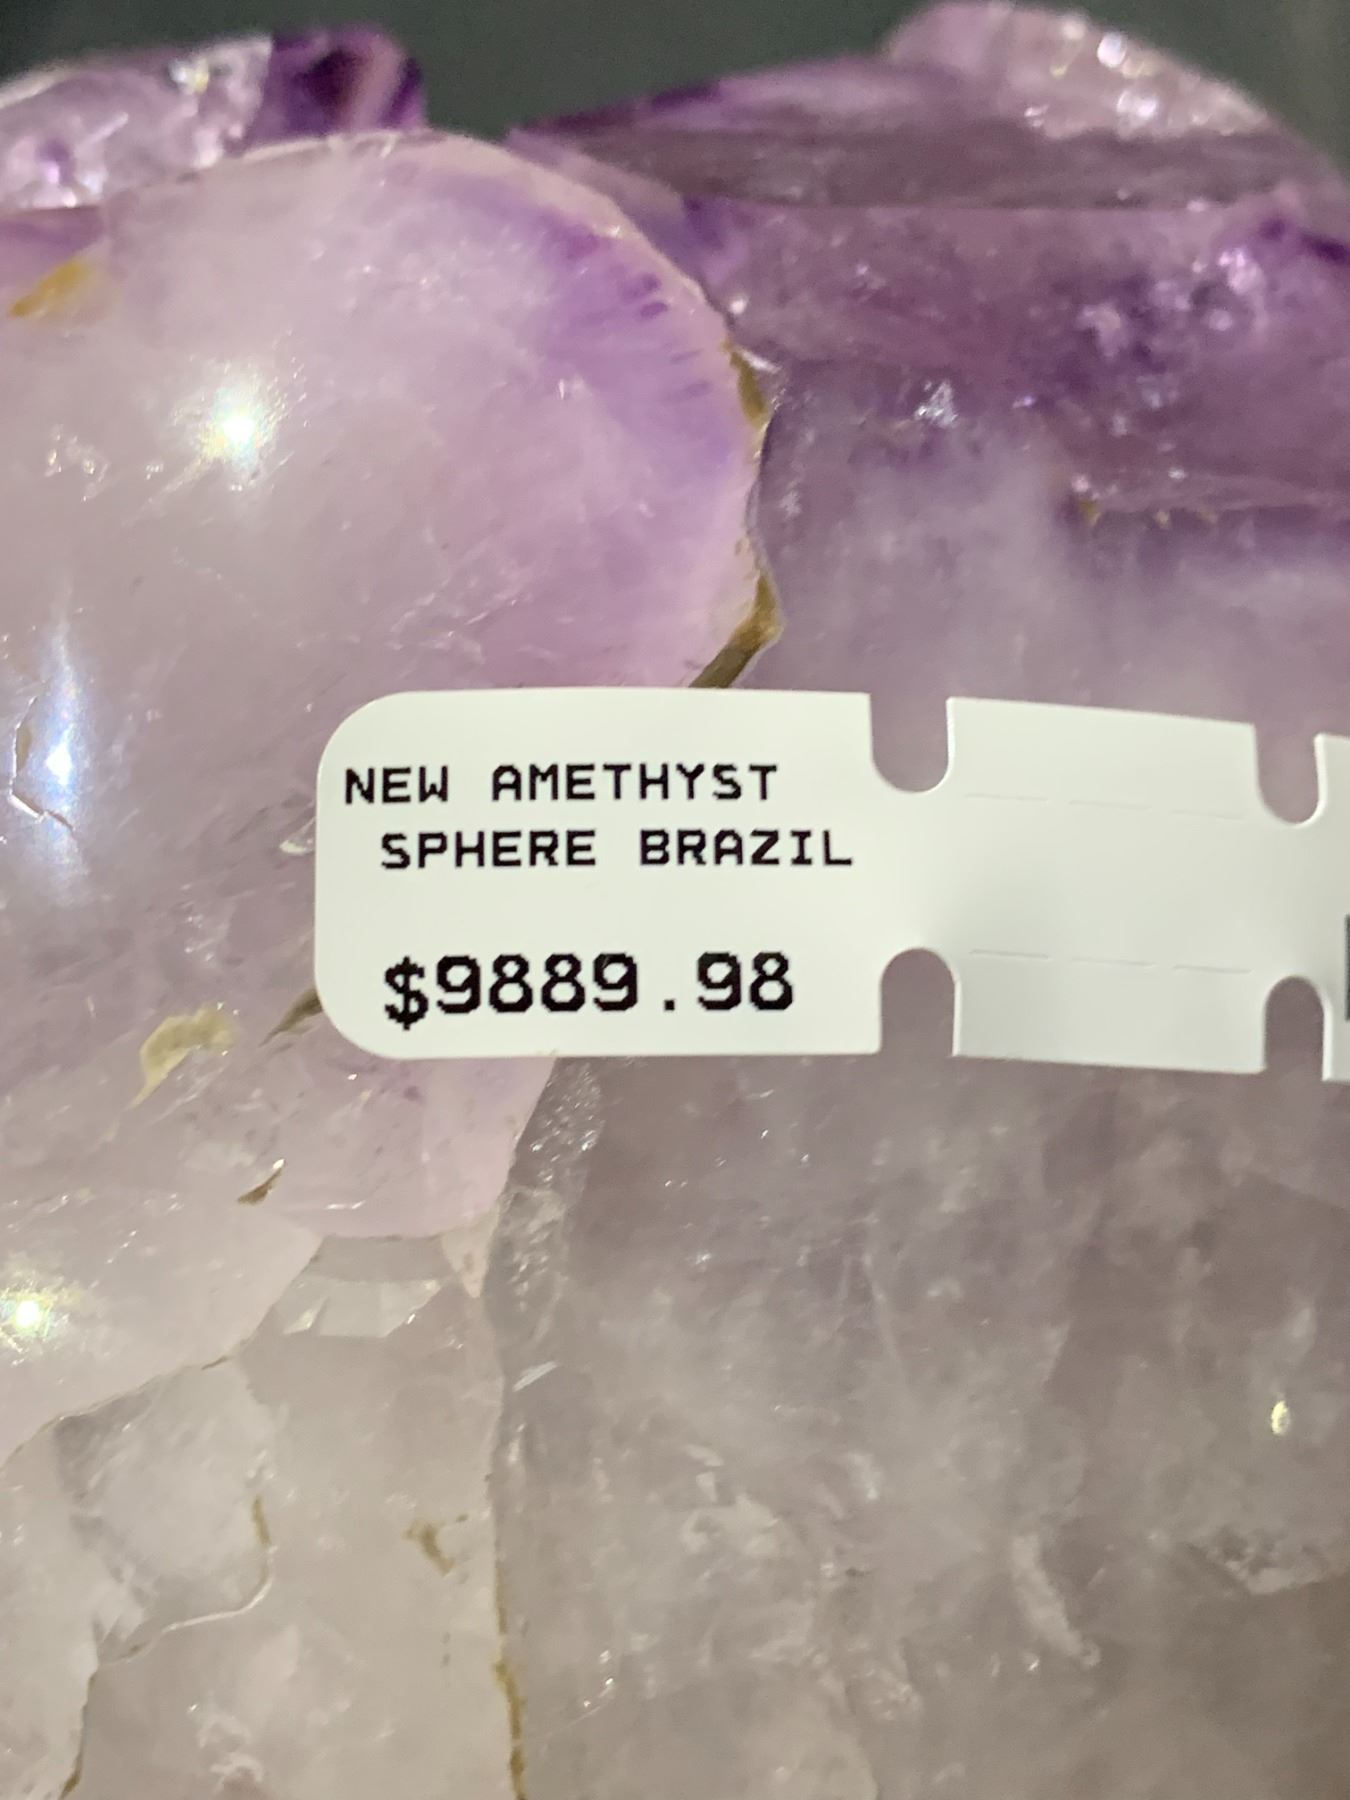 NEW AMETHYST
SPHERE BRAZIL
$9889.98